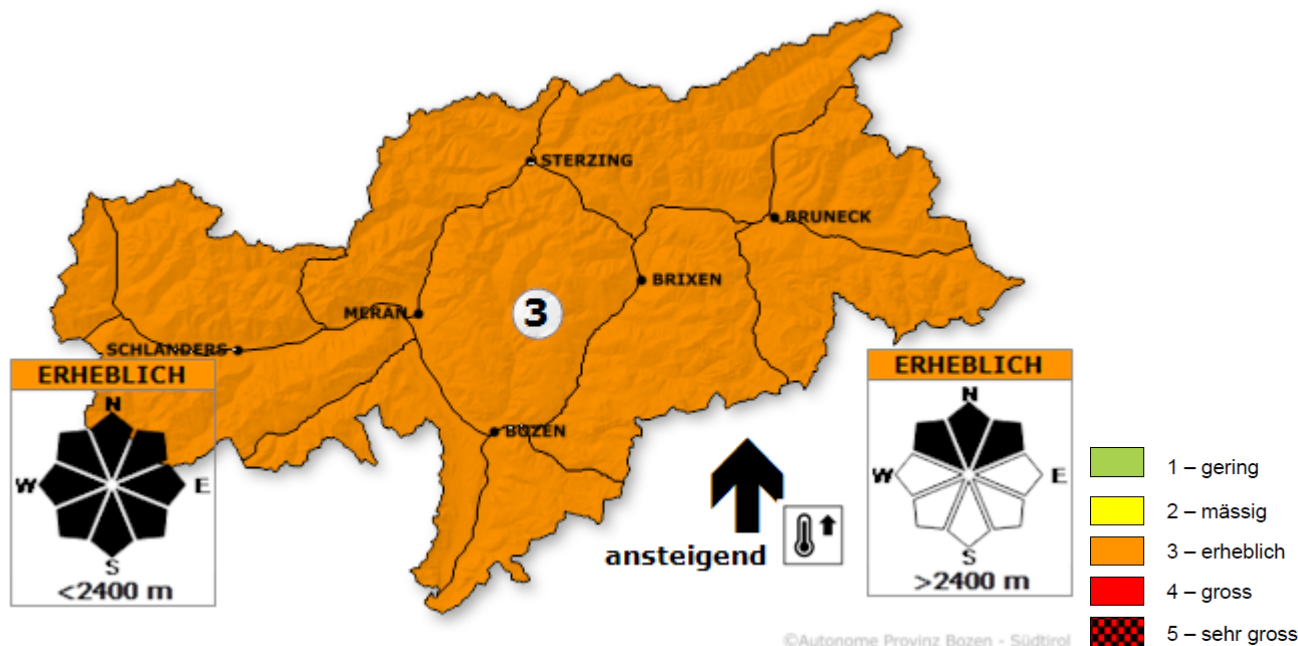 STERZING
BRUNECK
BRIXEN
3
MERAN
SCHLANDERS
BOZEN
ERHEBLICH
N
W
E
S
<2400 m
ansteigend
ERHEBLICH
N
W
E
S
>2400 m
1 – gering
2 – mässig
3 – erheblich
4 – gross
5 – sehr gross
©Autonome Provinz Bozen - Südtirol